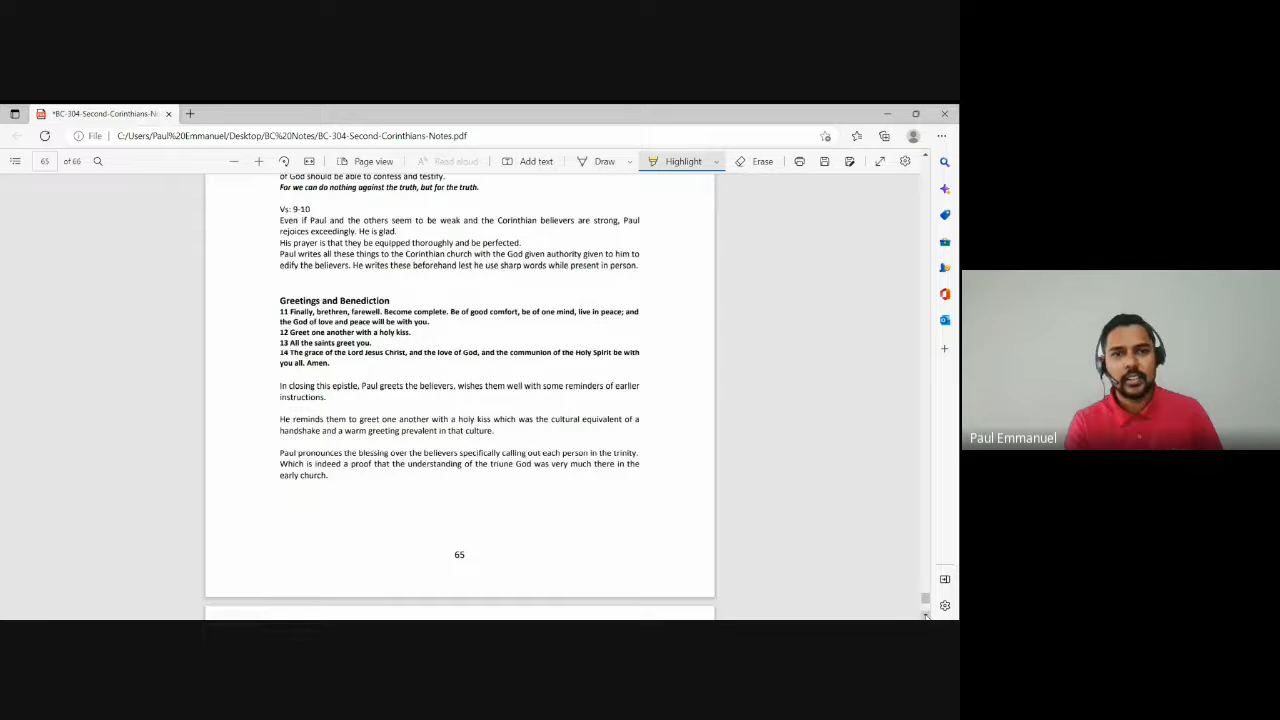 *BC-304-Second-Corinthians-No
File
C:/Users/Paul%20Emmanuel/Desktop/BC%20Notes/BC-304-Second-Corinthians-Notes.pdf
65 of 66
Page view
Read aloud
Add text
Draw
Highlight
Erase
of God should be able to confess and testify.
For we can do nothing against the truth, but for the truth.
Vs: 9-10
Even if Paul and the others seem to be weak and the Corinthian believers are strong, Paul
rejoices exceedingly. He is glad.
His prayer is that they be equipped thoroughly and be perfected.
Paul writes all these things to the Corinthian church with the God given authority given to him to
edify the believers. He writes these beforehand lest he use sharp words while present in person.
Greetings and Benediction
11 Finally, brethren, farewell. Become complete. Be of good comfort, be of one mind, live in peace; and
the God of love and peace will be with you.
12 Greet one another with a holy kiss.
13 All the saints greet you.
14 The grace of the Lord Jesus Christ, and the love of God, and the communion of the Holy Spirit be with
you all. Amen.
In closing this epistle, Paul greets the believers, wishes them well with some reminders of earlier
instructions.
He reminds them to greet one another with a holy kiss which was the cultural equivalent of a
handshake and a warm greeting prevalent in that culture.
Paul pronounces the blessing over the believers specifically calling out each person in the trinity.
Which is indeed a proof that the understanding of the triune God was very much there in the
early church.
65
Paul Emmanuel